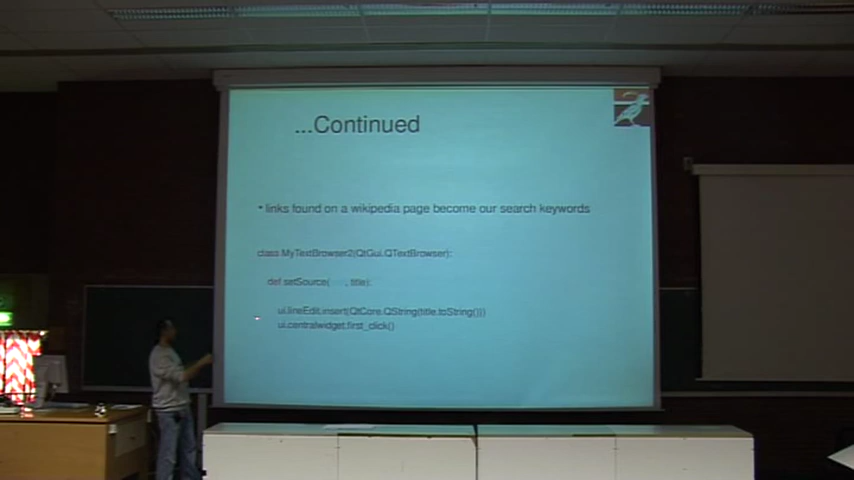 ...Continued
• links found on a wikipedia page become our search keywords
class MyTextBrowser2(QtGui.QTextBrowser):
def setSource( , title):
ui.lineEdit.insert(QtCore.QString(title.toString()))
ui.centralwidget.first_click()